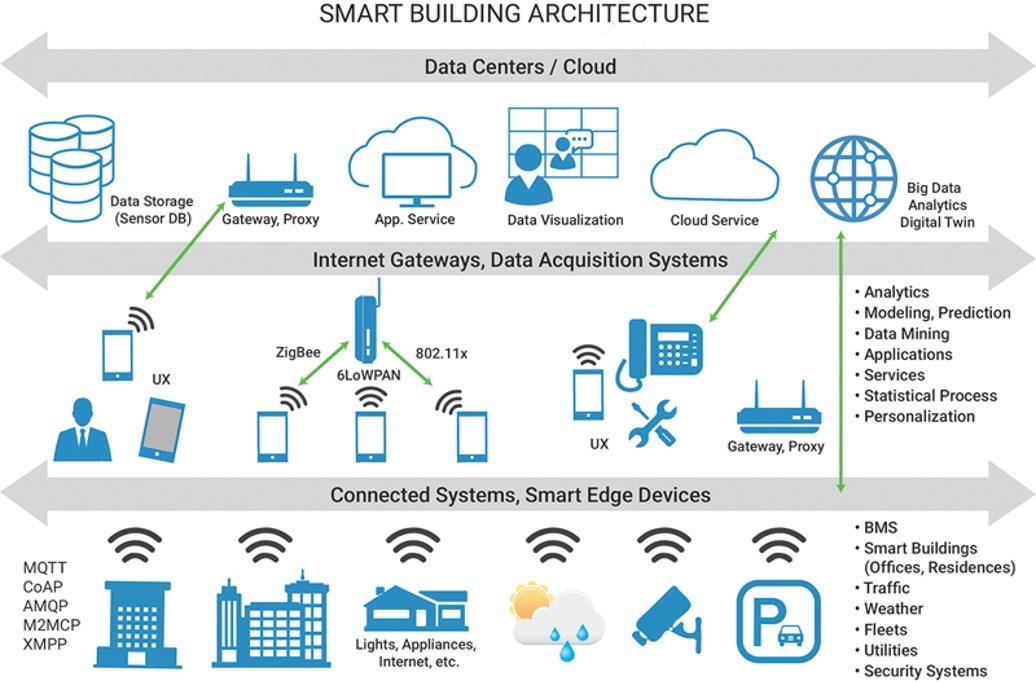 SMART BUILDING ARCHITECTURE
Data Centers / Cloud
Data Storage
(Sensor DB)
Gateway, Proxy
App. Service
Data Visualization
Cloud Service
Big Data
Analytics
Digital Twin
Internet Gateways, Data Acquisition Systems
UX
ZigBee
802.11x
6LoWPAN
UX
Gateway, Proxy
• Analytics
• Modeling, Prediction
• Data Mining
• Applications
• Services
• Statistical Process
• Personalization
Connected Systems, Smart Edge Devices
MQTT
CoAP
AMQP
M2MCP
XMPP
Lights, Appliances,
Internet, etc.
P
• BMS
• Smart Buildings
(Offices, Residences)
• Traffic
• Weather
• Fleets
• Utilities
• Security Systems